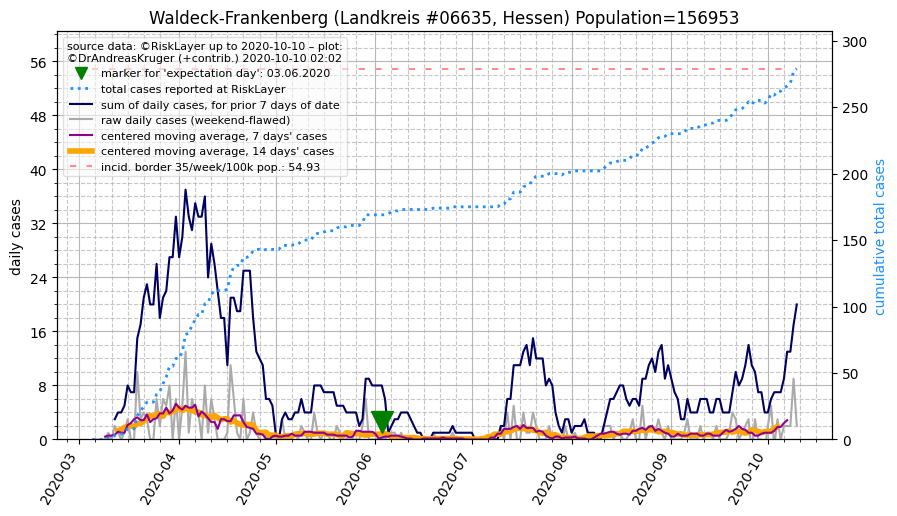 Waldeck-Frankenberg (Landkreis #06635, Hessen) Population=156953
source data: ©RiskLayer up to 2020-10-10 – plot:
©DrAndreasKruger (+contrib.) 2020-10-10 02:02
marker for 'expectation day': 03.06.2020
total cases reported at RiskLayer
sum of daily cases, for prior 7 days of date
raw daily cases (weekend-flawed)
centered moving average, 7 days' cases
centered moving average, 14 days' cases
incid. border 35/week/100k pop.: 54.93
daily cases
56
48
40
32
24
16
8
0
cumulative total cases
300
250
200
150
100
50
0
2020-03
2020-04
2020-05
2020-06
2020-07
2020-08
2020-09
2020-10